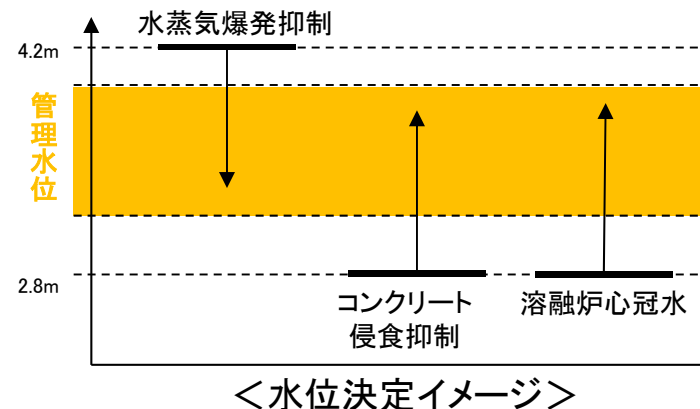 水蒸気爆発抑制
4.2m
管理水位
2.8m
コンクリート
侵食抑制
溶融炉心冠水
＜水位決定イメージ＞